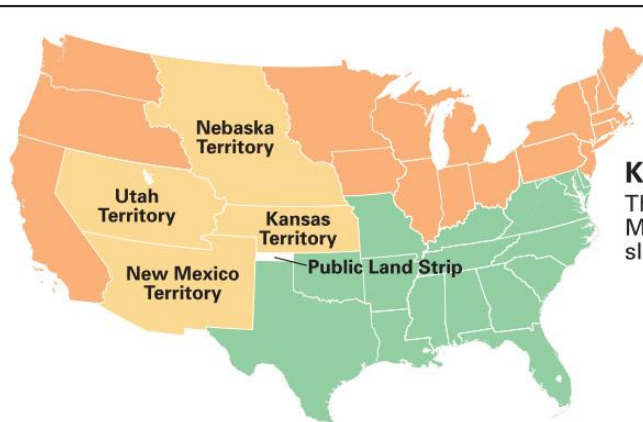 Nebaska
Territory
Utah
Territory
Kansas
Territory
New Mexico
Territory
Public Land Strip
K
Th
M
sl